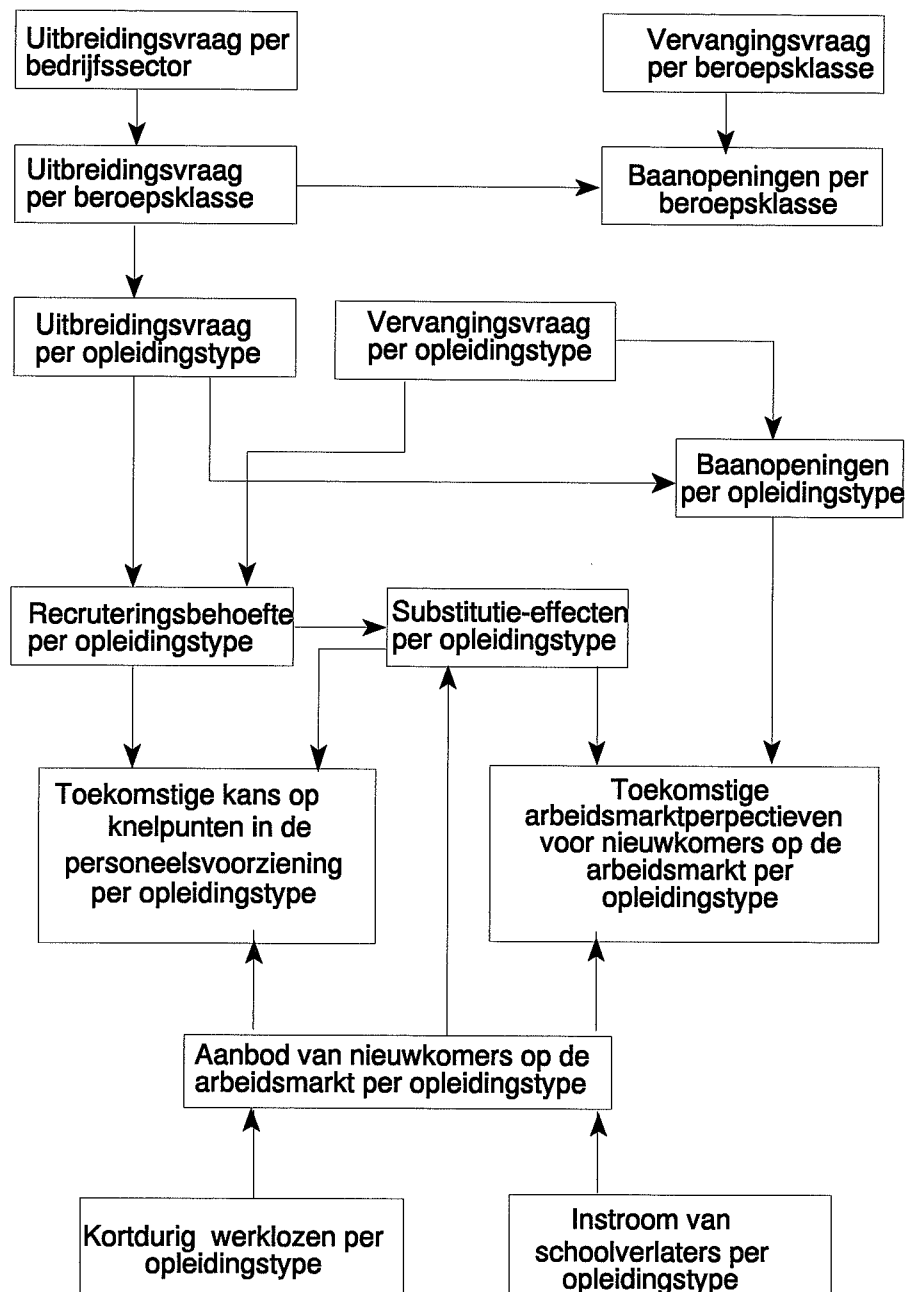 Uitbreidingsvraag per
bedrijfssector
Vervangingsvraag
per beroepsklasse
Uitbreidingsvraag
per beroepsklasse
Baanopeningen per
beroepsklasse
Uitbreidingsvraag
per opleidingstype
Vervangingsvraag
per opleidingstype
Baanopeningen
per opleidingstype
Recruteringsbehoefte
per opleidingstype
Substitutie-effecten
per opleidingstype
Toekomstige kans op
knelpunten in de
personeelsvoorziening
per opleidingstype
Toekomstige
arbeidsmarktperpectieven
voor nieuwkomers op de
arbeidsmarkt per
opleidingstype
Aanbod van nieuwkomers op de
arbeidsmarkt per opleidingstype
Kortdurig werklozen per
opleidingstype
Instroom van
schoolverlaters per
opleidingstype